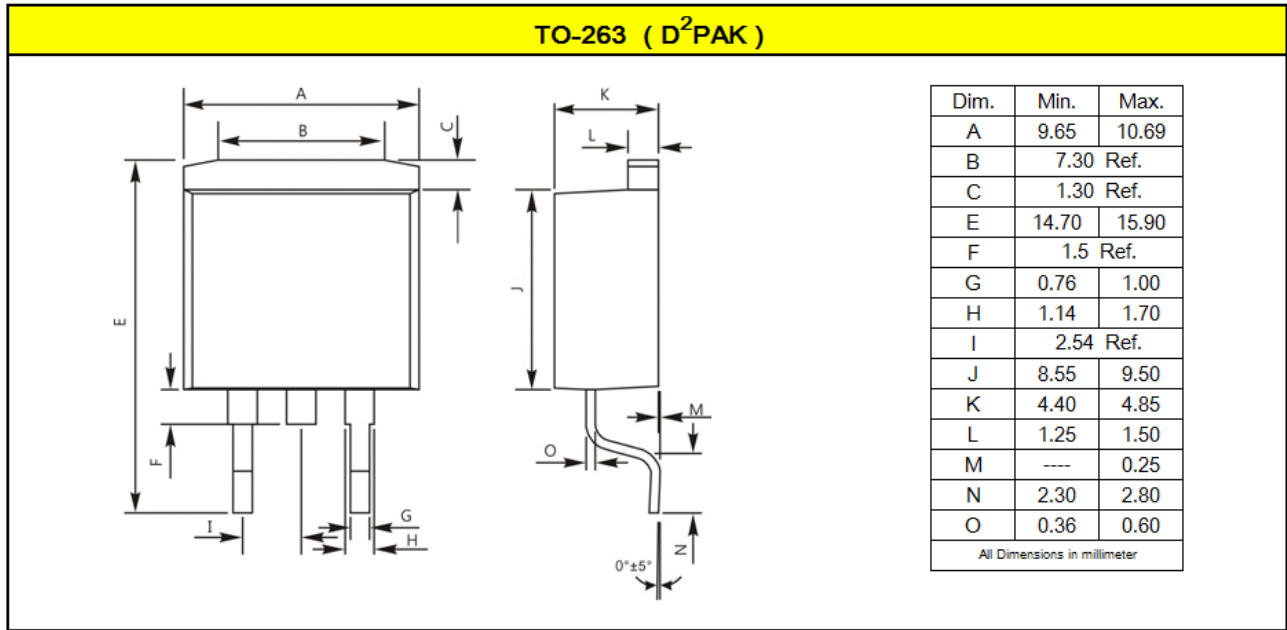 TO-263 ( D²PAK )
A
B
C
E
F
I
G
H
K
L
J
M
O
N
0°±5°
Dim. Min. Max.
A 9.65 10.69
B 7.30 Ref.
C 1.30 Ref.
E 14.70 15.90
F 1.5 Ref.
G 0.76 1.00
H 1.14 1.70
I 2.54 Ref.
J 8.55 9.50
K 4.40 4.85
L 1.25 1.50
M ---- 0.25
N 2.30 2.80
O 0.36 0.60
All Dimensions in millimeter